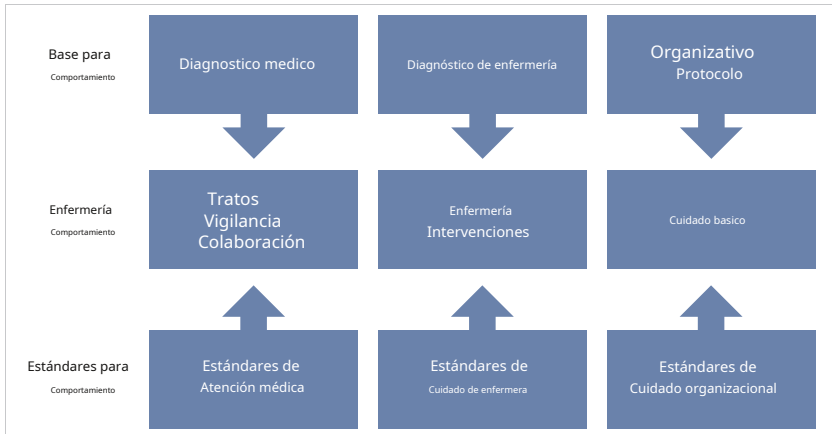 Base para
Comportamiento
Diagnostico medico
Diagnóstico de enfermería
Organizativo
Protocolo
Enfermería
Comportamiento
Tratos
Vigilancia
Colaboración
Enfermería
Intervenciones
Cuidado basico
Estándares para
Comportamiento
Estándares de
Atención médica
Estándares de
Cuidado de enfermera
Estándares de
Cuidado organizacional